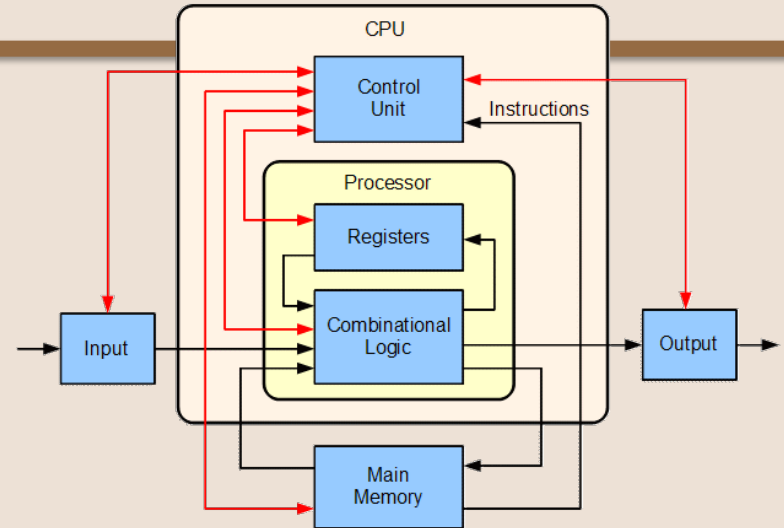 CPU
Control
Unit
Instructions
Processor
Registers
Combinational
Logic
Input
Output
Main
Memory